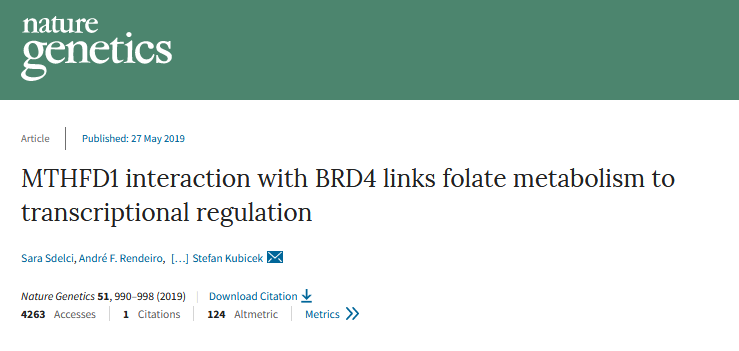 nature
genetics
Article Published: 27 May 2019
MTHFD1 interaction with BRD4 links folate metabolism to
transcriptional regulation
Sara Sdelci, André F. Rendeiro, […] Stefan Kubicek
Nature Genetics 51, 990–998 (2019) Download Citation
4263 Accesses 1 Citations 124 Altmetric Metrics